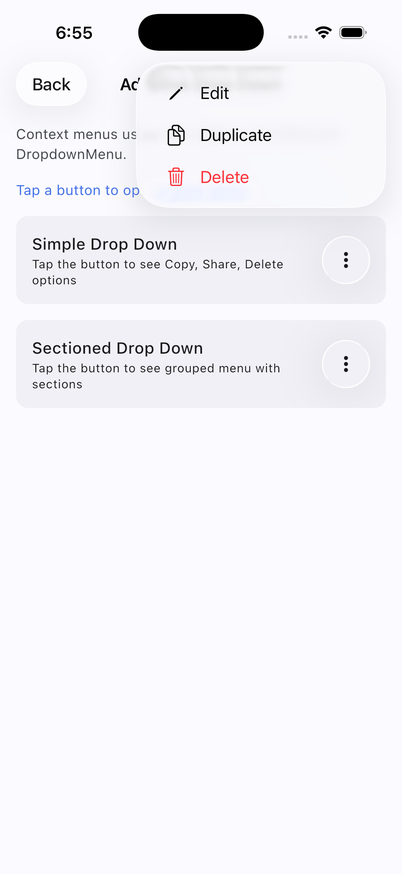 6:55
Back
Ad
Edit
Duplicate
Delete
Context menus us
DropdownMenu.
Tap a button to op
Simple Drop Down
Tap the button to see Copy, Share, Delete
options
Sectioned Drop Down
Tap the button to see grouped menu with
sections